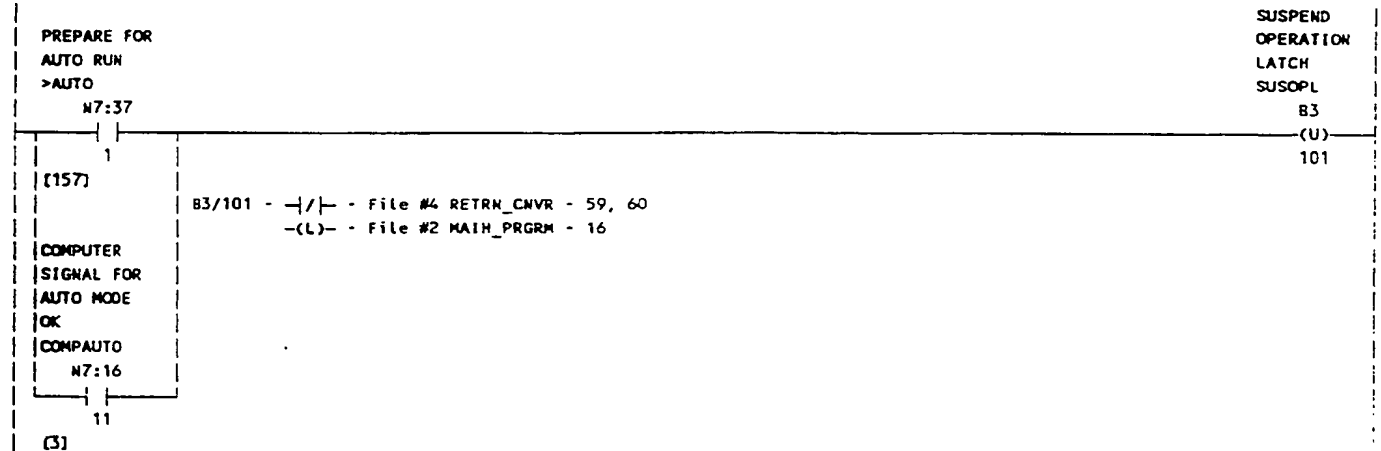 PREPARE FOR
AUTO RUN
>AUTO
N7:37
1
[157]
SUSPEND
OPERATION
LATCH
SUSOPL
B3
(U)
101
B3/101 - ─┤/├─ - File #4 RETRN_CNVR - 59, 60
-(L)- - File #2 MAIN_PRGRM - 16
COMPUTER
SIGNAL FOR
AUTO MODE
OK
COMPAUTO
N7:16
11
[3]